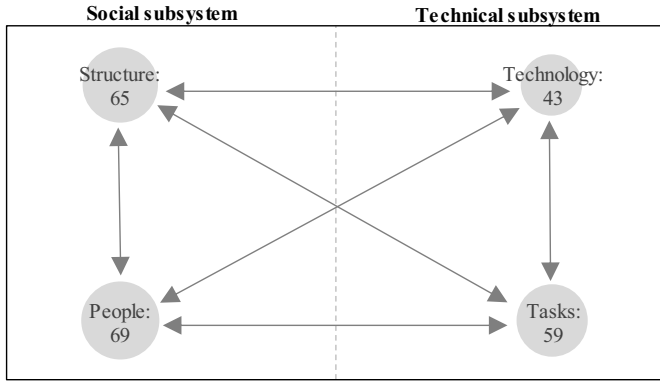 Social subsystem
Technical subsystem
Structure:
65
Technology:
43
People:
69
Tasks:
59